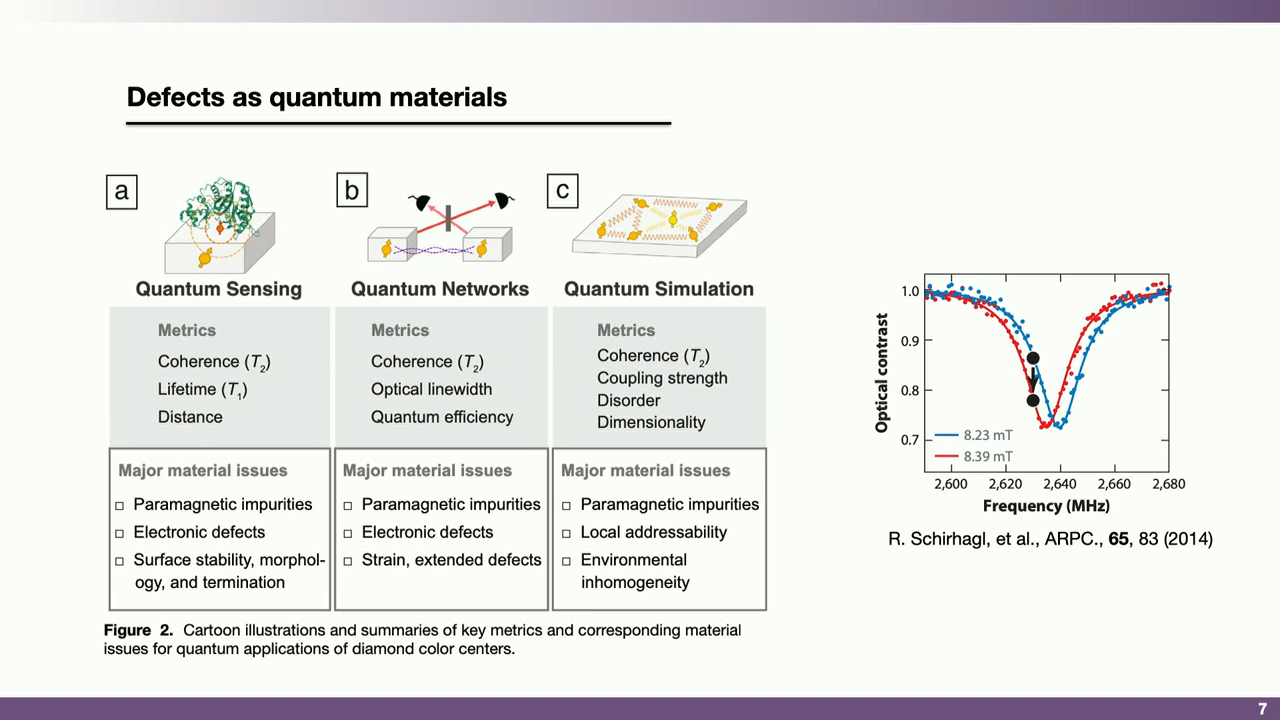 Defects as quantum materials
a
b
c
Quantum Sensing
Quantum Networks
Quantum Simulation
Metrics
Coherence (T2)
Lifetime (T1)
Distance
Metrics
Coherence (T2)
Optical linewidth
Quantum efficiency
Metrics
Coherence (T2)
Coupling strength
Disorder
Dimensionality
Major material issues
□ Paramagnetic impurities
□ Electronic defects
□ Surface stability, morphol-
ogy, and termination
Major material issues
□ Paramagnetic impurities
□ Electronic defects
□ Strain, extended defects
Major material issues
□ Paramagnetic impurities
□ Local addressability
□ Environmental
inhomogeneity
Figure 2. Cartoon illustrations and summaries of key metrics and corresponding material
issues for quantum applications of diamond color centers.
Optical contrast
1.0
0.9
0.8
0.7
8.23 mT
8.39 mT
2,600 2,620 2,640 2,660 2,680
Frequency (MHz)
R. Schirhagl, et al., ARPC., 65, 83 (2014)
7